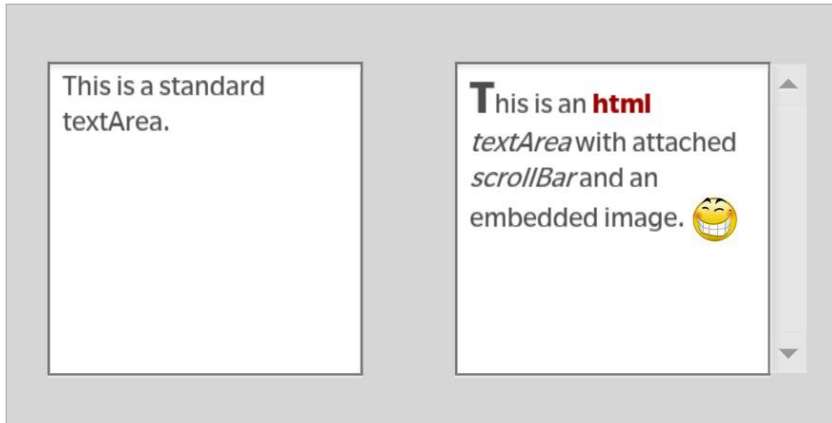 This is a standard
textArea.
This is an html
textArea with attached
scrollBar and an
embedded image.